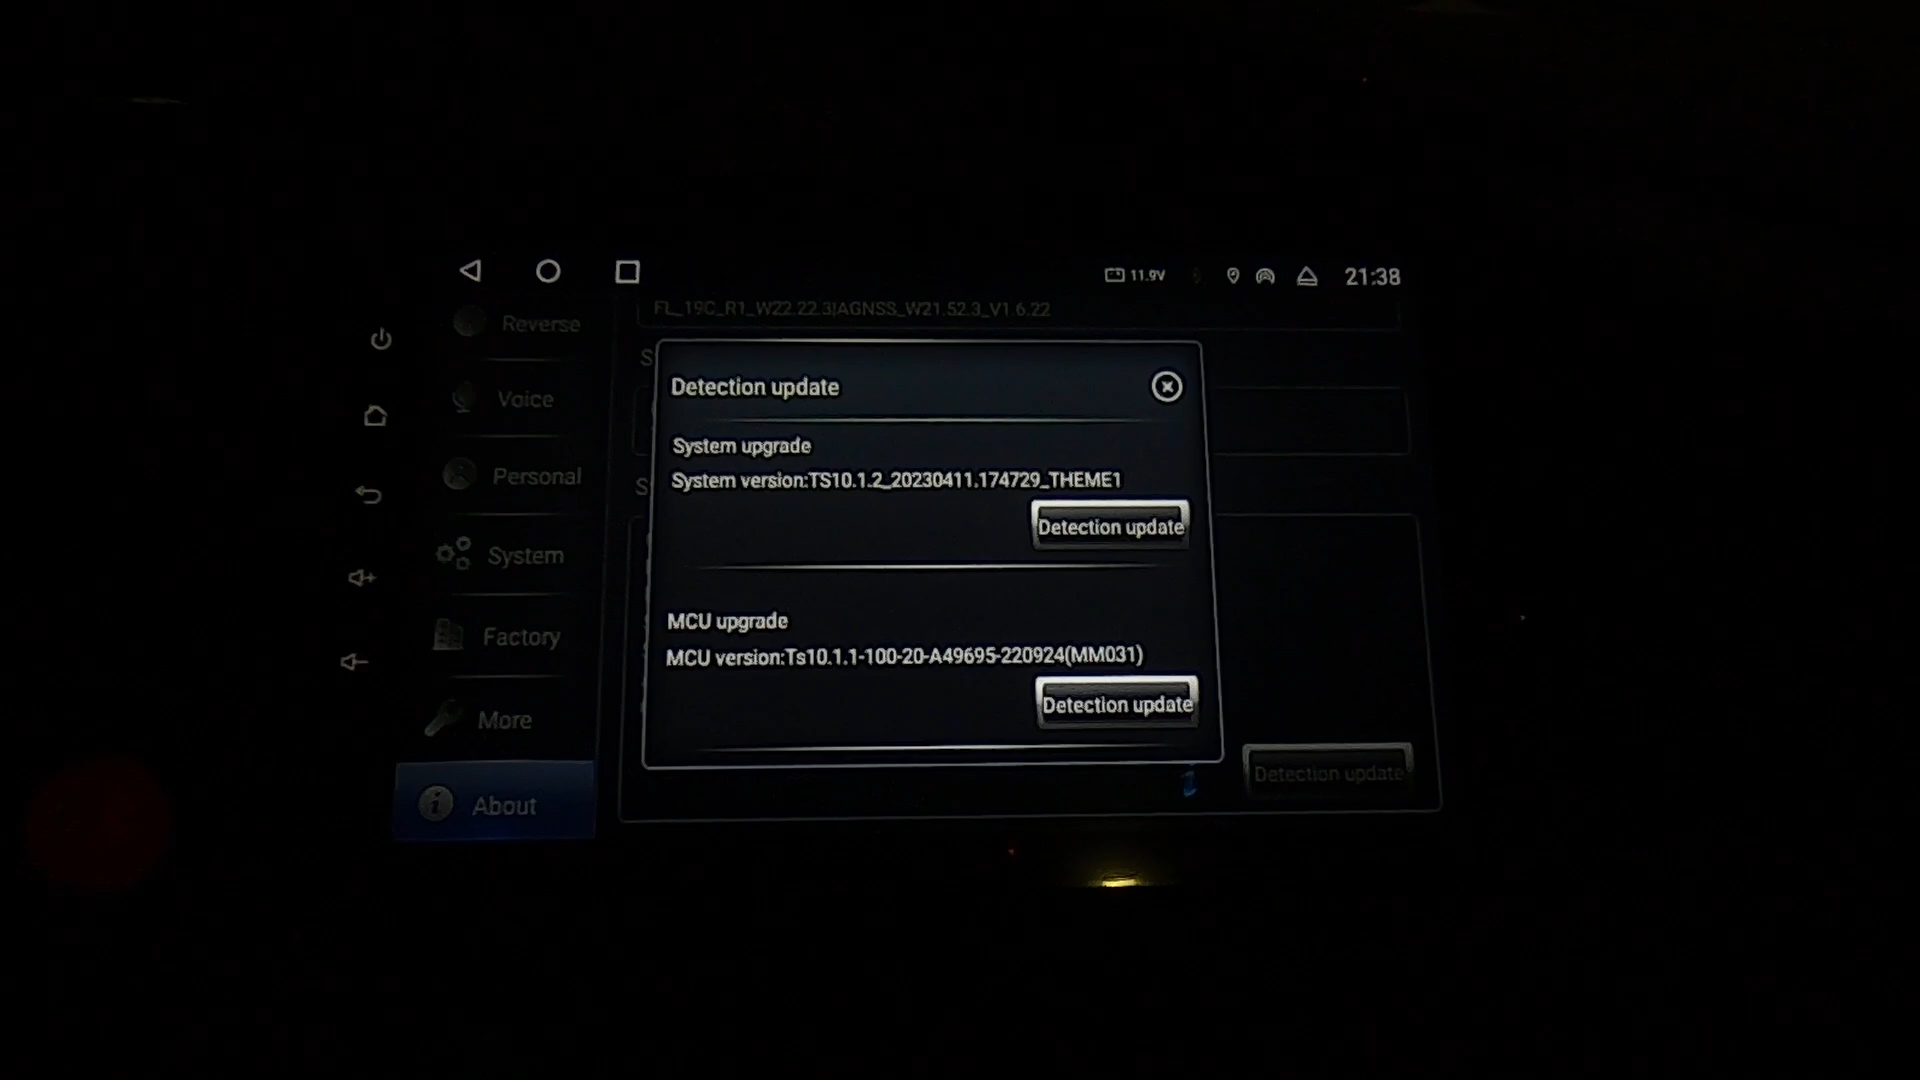 11.9V
21:38
FL_19C_R1_W22.22.3|AGNSS_W21.52.3_V1.6.22
Reverse
Voice
Personal
System
Factory
More
About
Detection update
System upgrade
System version:TS10.1.2_20230411.174729_THEME1
Detection update
MCU upgrade
MCU version:Ts10.1.1-100-20-A49695-220924(MM031)
Detection update
Detection update